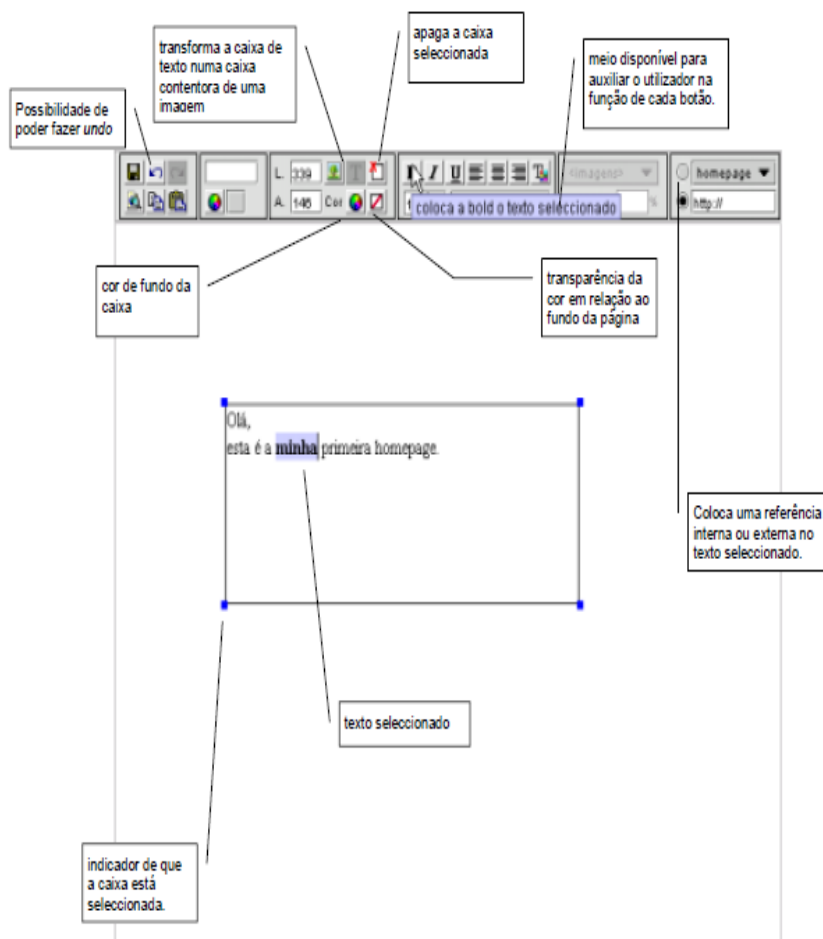 apaga a caixa
seleccionada
transforma a caixa de
texto numa caixa
contentora de uma
imagem
meio disponível para
auxiliar o utilizador na
função de cada botão.
Possibilidade de
poder fazer undo
L. 339
<imagens>
homepage
A. 146 Cor
coloca a bold o texto seleccionado
%
http://
cor de fundo da
caixa
transparência da
cor em relação ao
fundo da página
Olá,
esta é a minha primeira homepage.
Coloca uma referência
interna ou externa no
texto seleccionado.
texto seleccionado
indicador de que
a caixa está
seleccionada.